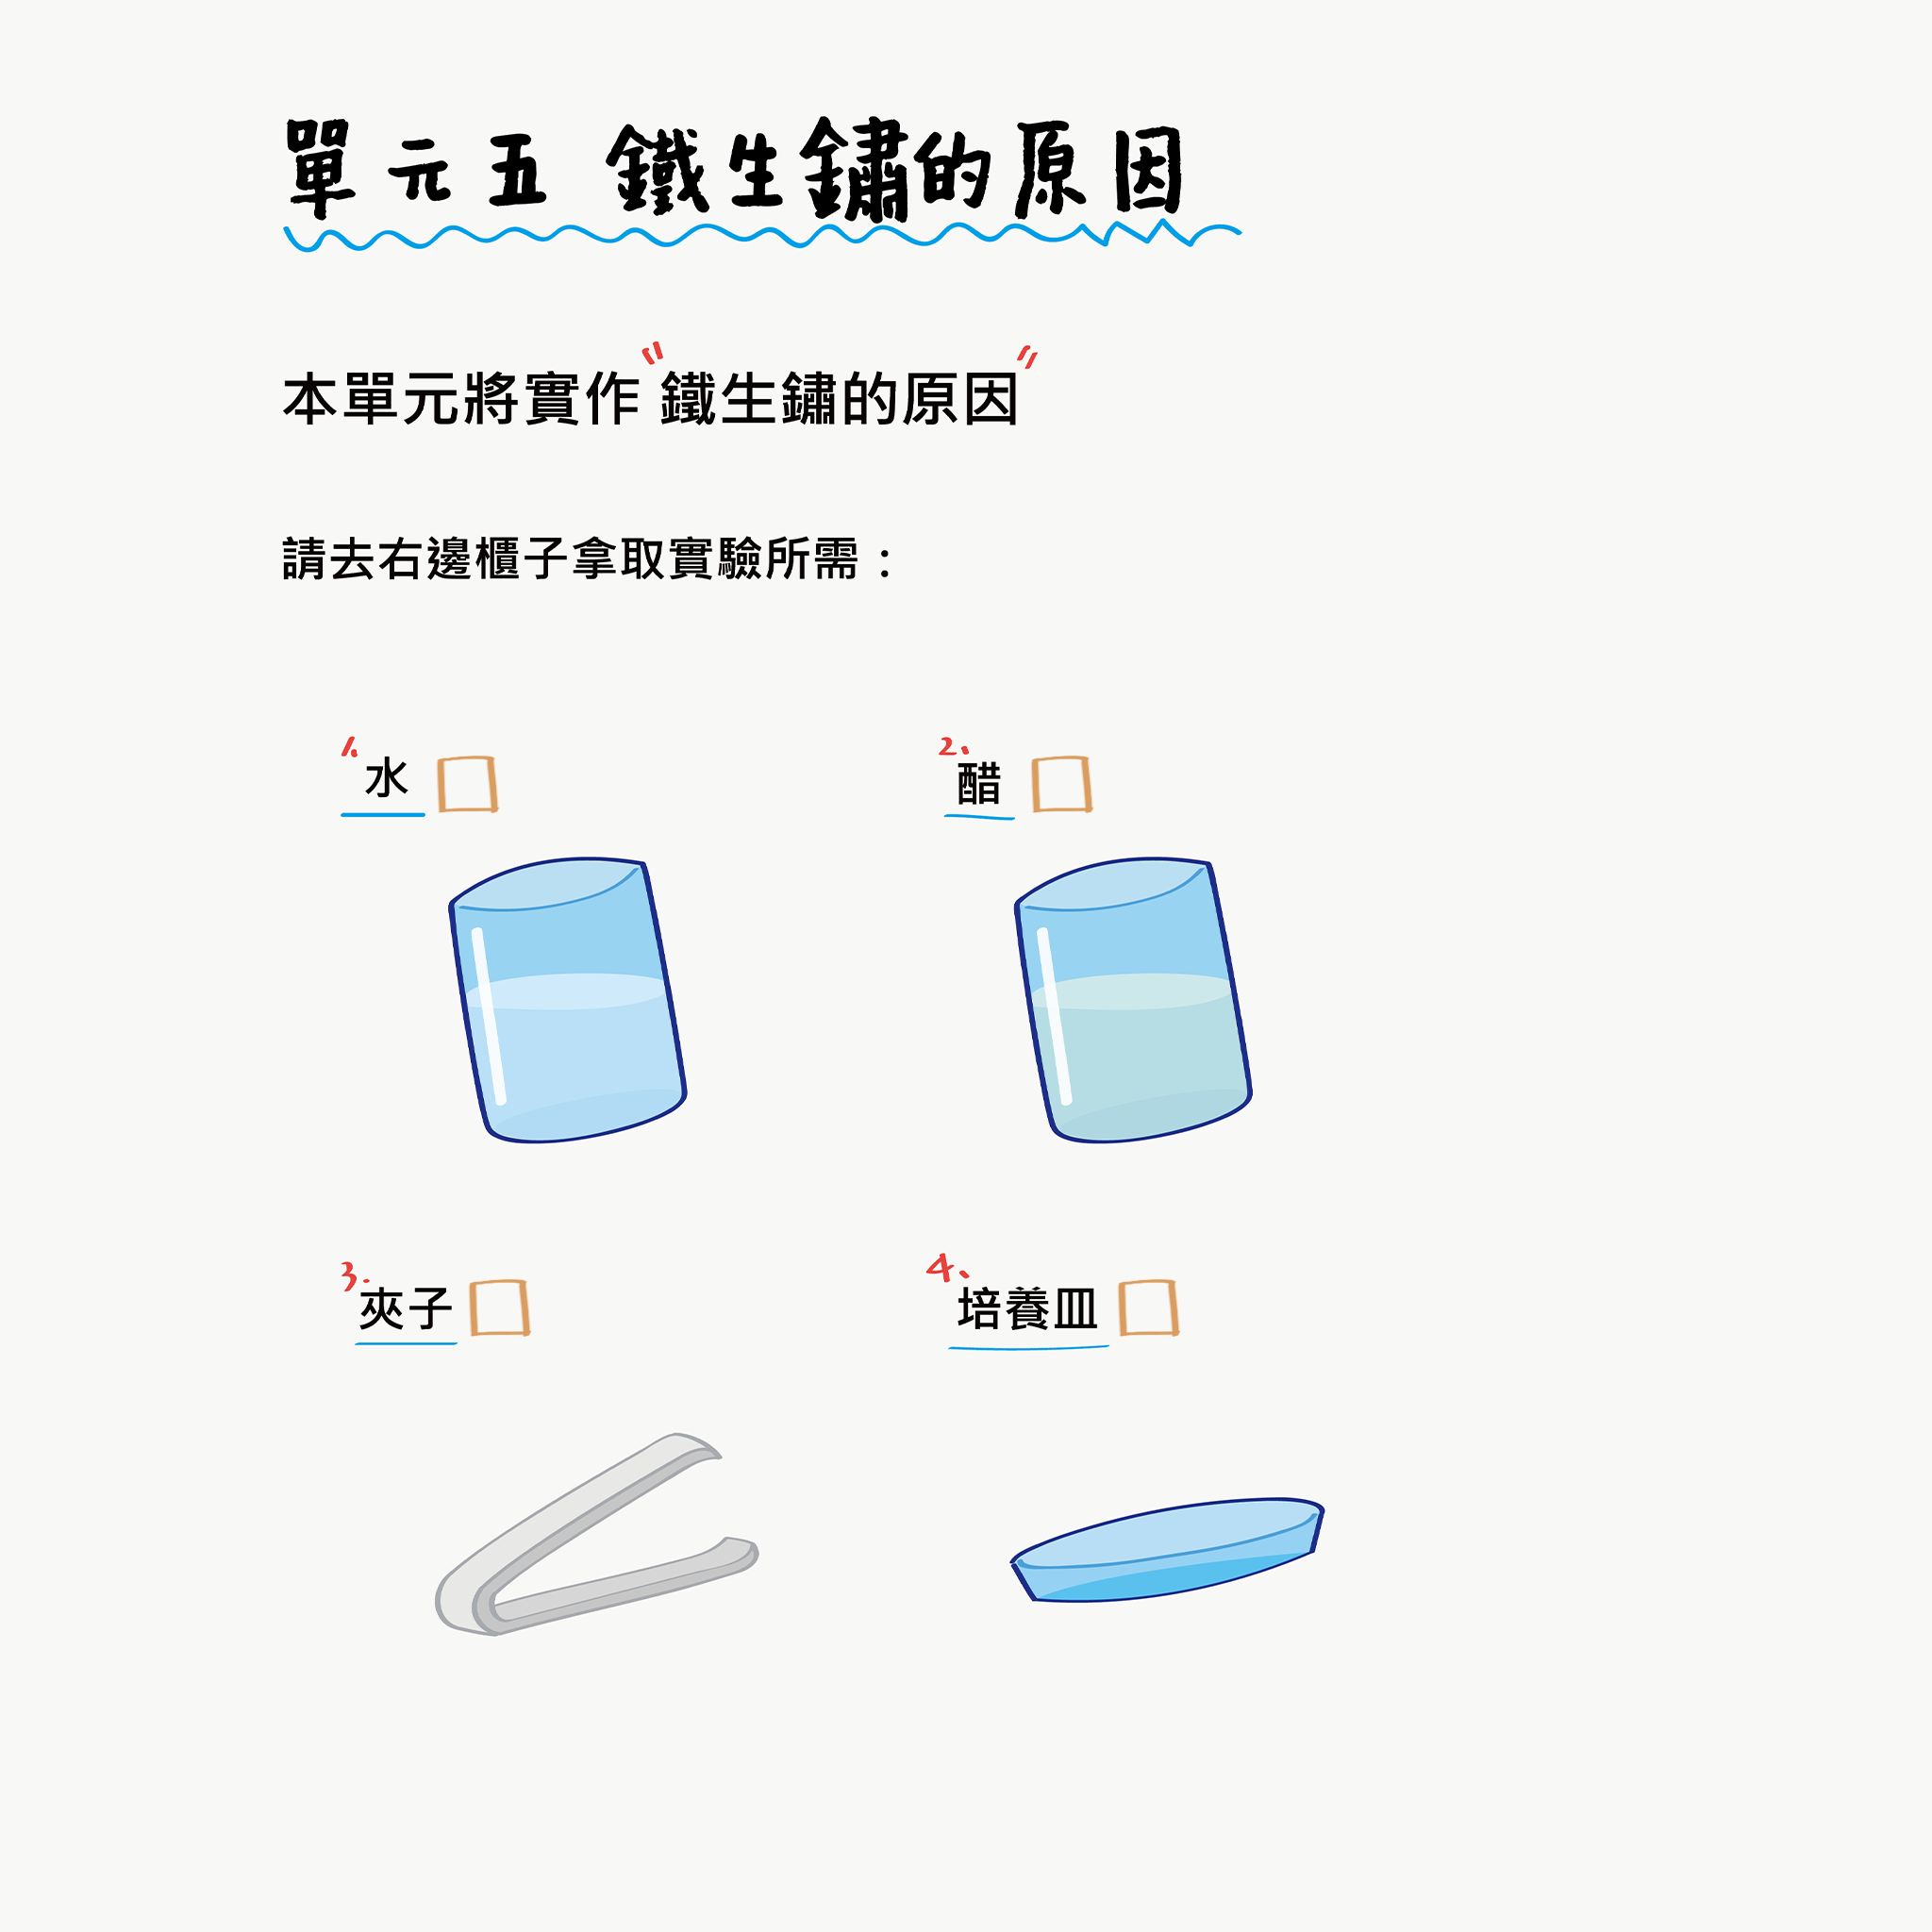 單元五 鐵生鏽的原因
本單元將實作“鐵生鏽的原因”
請去右邊櫃子拿取實驗所需：
1、水
2、醋
3、夾子
4、培養皿